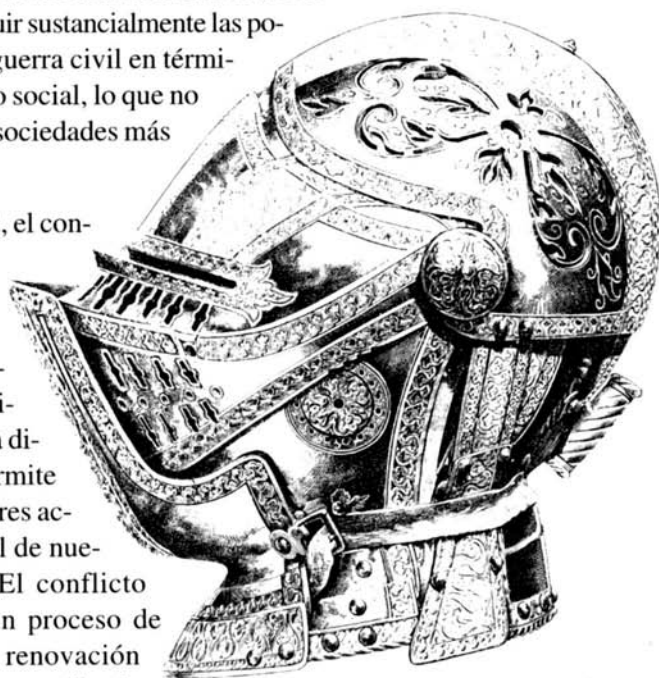 uir sustancialmente las po-
guerra civil en térmi-
o social, lo que no
sociedades más
, el con-
-
i-
di-
rmite
res ac-
l de nue-
El conflicto
n proceso de
renovación